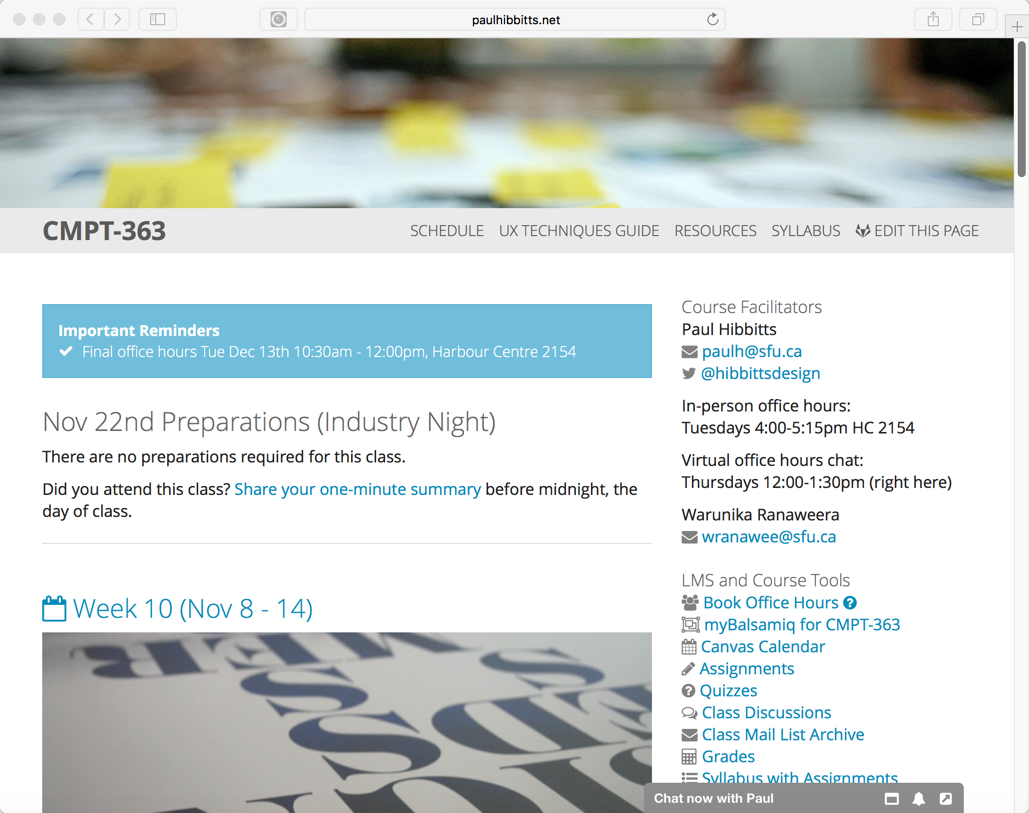 paulhibbitts.net
CMPT-363
SCHEDULE UX TECHNIQUES GUIDE RESOURCES SYLLABUS EDIT THIS PAGE
Important Reminders
Final office hours Tue Dec 13th 10:30am - 12:00pm, Harbour Centre 2154
Nov 22nd Preparations (Industry Night)
There are no preparations required for this class.
Did you attend this class? Share your one-minute summary before midnight, the
day of class.
Week 10 (Nov 8 - 14)
Course Facilitators
Paul Hibbitts
paulh@sfu.ca
@hibbittsdesign
In-person office hours:
Tuesdays 4:00-5:15pm HC 2154
Virtual office hours chat:
Thursdays 12:00-1:30pm (right here)
Warunika Ranaweera
wranawee@sfu.ca
LMS and Course Tools
Book Office Hours
myBalsamiq for CMPT-363
Canvas Calendar
Assignments
Quizzes
Class Discussions
Class Mail List Archive
Grades
Syllabus with Assignments
Chat now with Paul